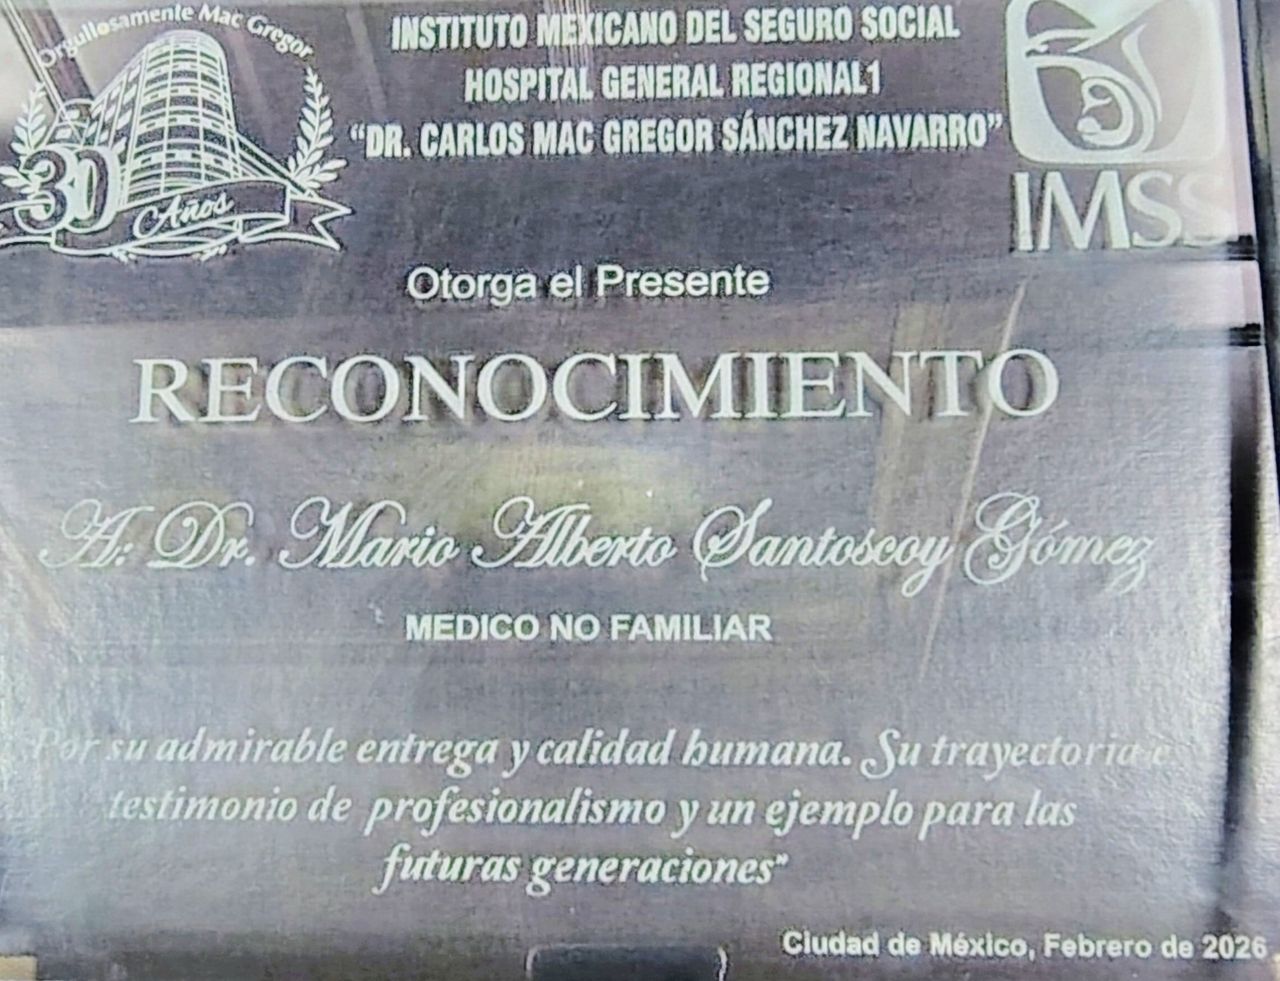 Orgullosamente Mac Gregor
30
Años
INSTITUTO MEXICANO DEL SEGURO SOCIAL
HOSPITAL GENERAL REGIONAL1
"DR. CARLOS MAC GREGOR SÁNCHEZ NAVARRO"
IMSS
Otorga el Presente
RECONOCIMIENTO
A: Dr. Mario Alberto Santoscoy Gómez
MEDICO NO FAMILIAR
Por su admirable entrega y calidad humana. Su trayectoria e
testimonio de profesionalismo y un ejemplo para las
futuras generaciones"
Ciudad de México, Febrero de 2026